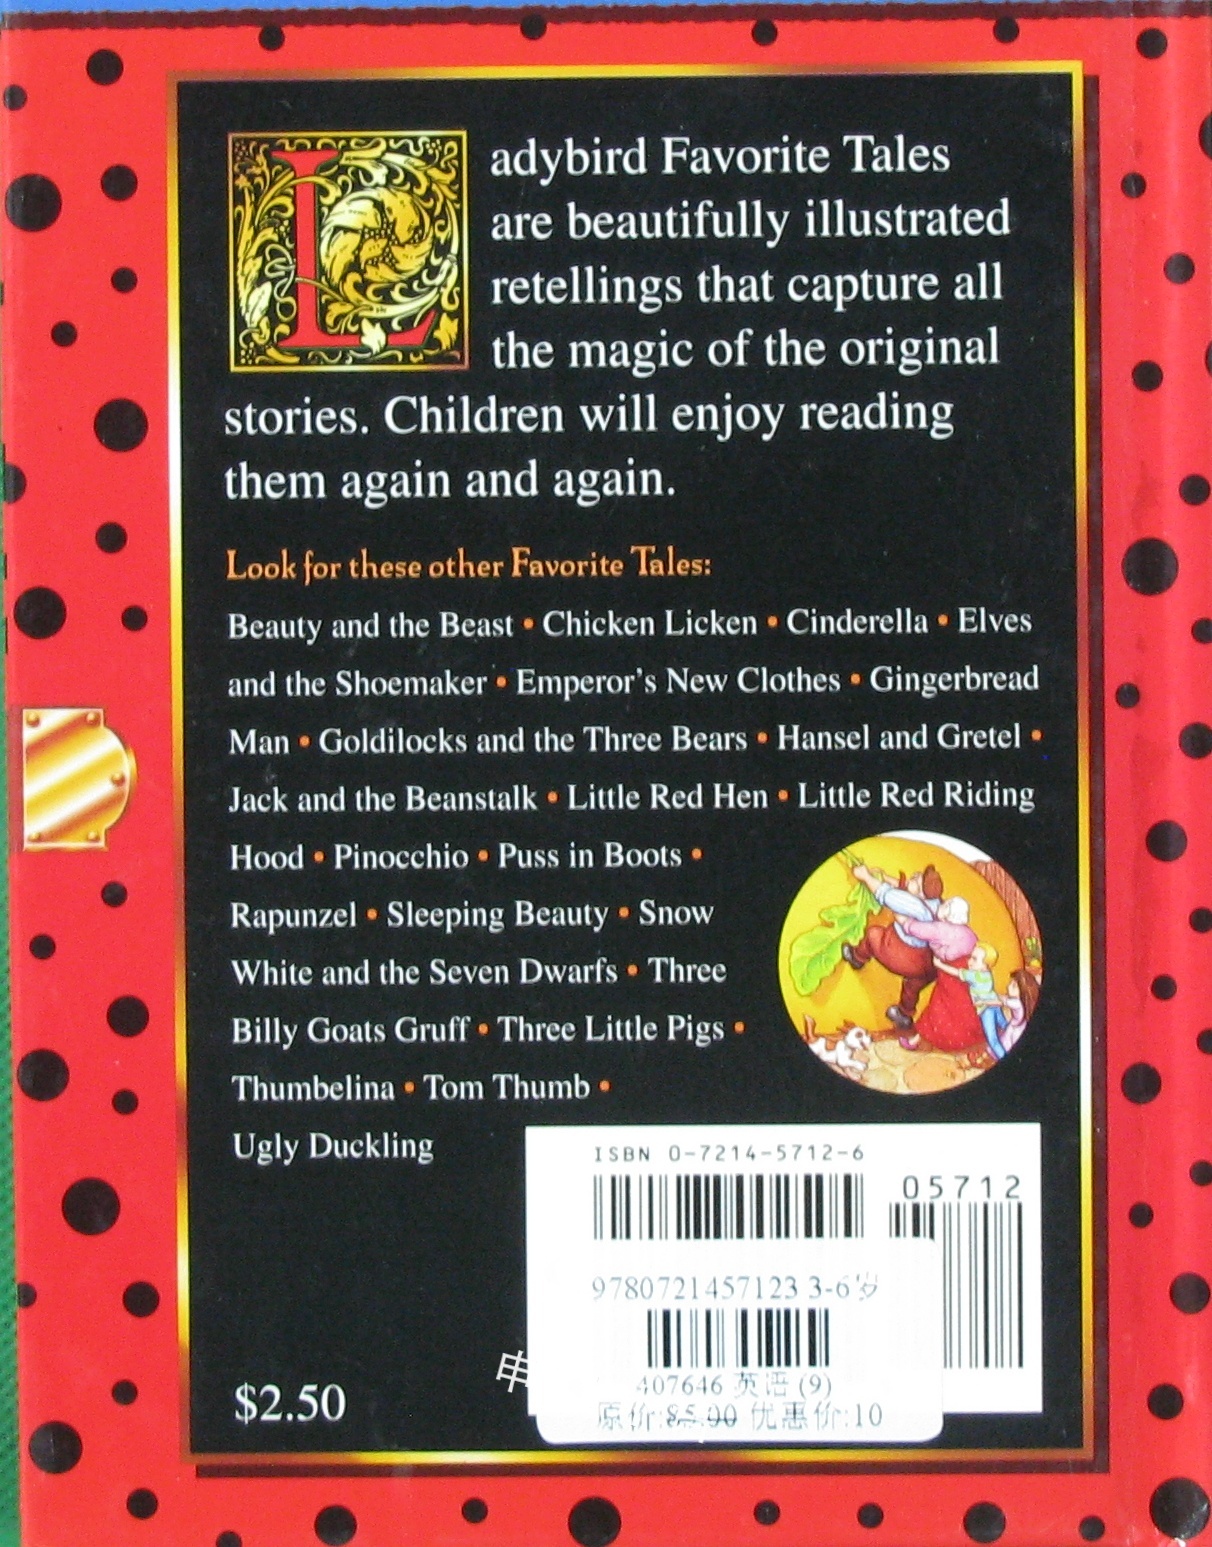 Ladybird Favorite Tales
are beautifully illustrated
retellings that capture all
the magic of the original
stories. Children will enjoy reading
them again and again.
Look for these other Favorite Tales:
Beauty and the Beast • Chicken Licken • Cinderella • Elves
and the Shoemaker • Emperor's New Clothes • Gingerbread
Man • Goldilocks and the Three Bears • Hansel and Gretel •
Jack and the Beanstalk • Little Red Hen • Little Red Riding
Hood • Pinocchio • Puss in Boots •
Rapunzel • Sleeping Beauty • Snow
White and the Seven Dwarfs • Three
Billy Goats Gruff • Three Little Pigs •
Thumbelina • Tom Thumb •
Ugly Duckling
ISBN 0-7214-5712-6
05712
9780721457123 3-6岁
407646 英语 (9)
原价:85.00 优惠价:10
申
$2.50